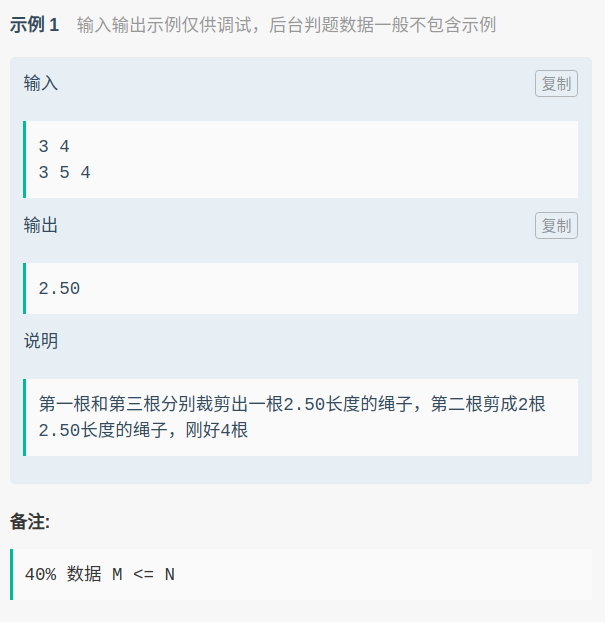 示例 1 输入输出示例仅供调试，后台判题数据一般不包含示例
输入 复制
3 4
3 5 4
输出 复制
2.50
说明
第一根和第三根分别裁剪出一根2.50长度的绳子，第二根剪成2根
2.50长度的绳子，刚好4根
备注:
40% 数据 M <= N